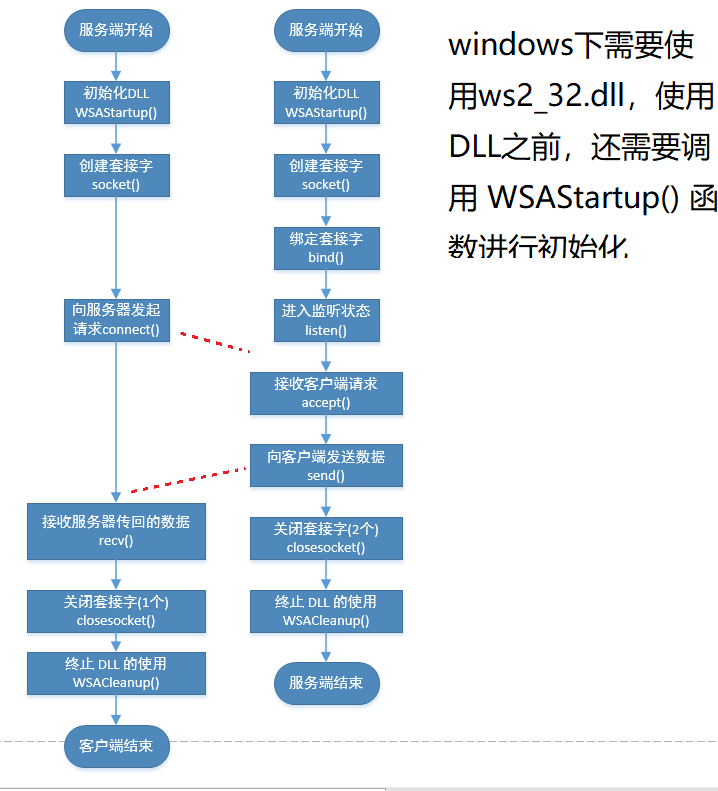 服务端开始
初始化DLL
WSAStartup()
创建套接字
socket()
向服务器发起
请求connect()
接收服务器传回的数据
recv()
关闭套接字(1个)
closesocket()
终止 DLL 的使用
WSACleanup()
客户端结束
服务端开始
初始化DLL
WSAStartup()
创建套接字
socket()
绑定套接字
bind()
进入监听状态
listen()
接收客户端请求
accept()
向客户端发送数据
send()
关闭套接字(2个)
closesocket()
终止 DLL 的使用
WSACleanup()
服务端结束
windows下需要使
用ws2_32.dll，使用
DLL之前，还需要调
用 WSAStartup() 函
数进行初始化